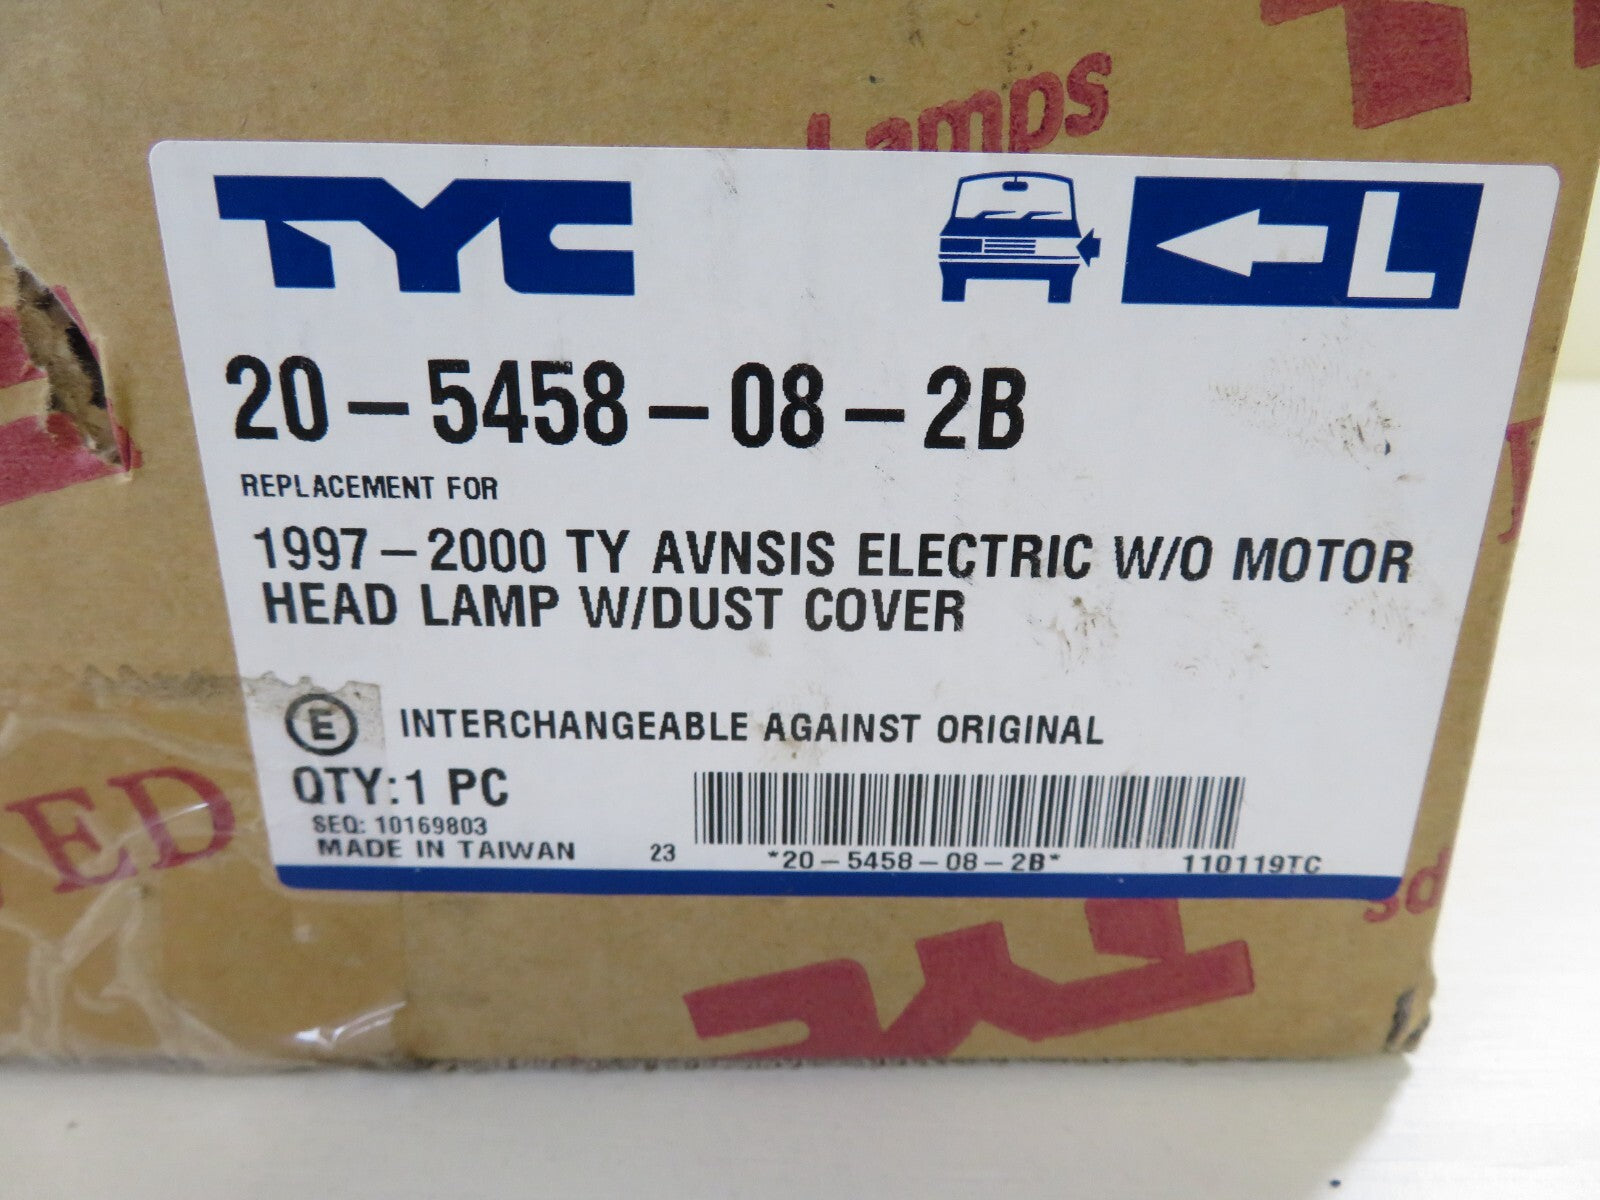 Lamps
TYC
L
20-5458-08-2B
REPLACEMENT FOR
1997-2000 TY AVNSIS ELECTRIC W/O MOTOR
HEAD LAMP W/DUST COVER
E INTERCHANGEABLE AGAINST ORIGINAL
QTY:1 PC
SEQ: 10169803
MADE IN TAIWAN
23
*20-5458-08-2B*
110119TC
TYC